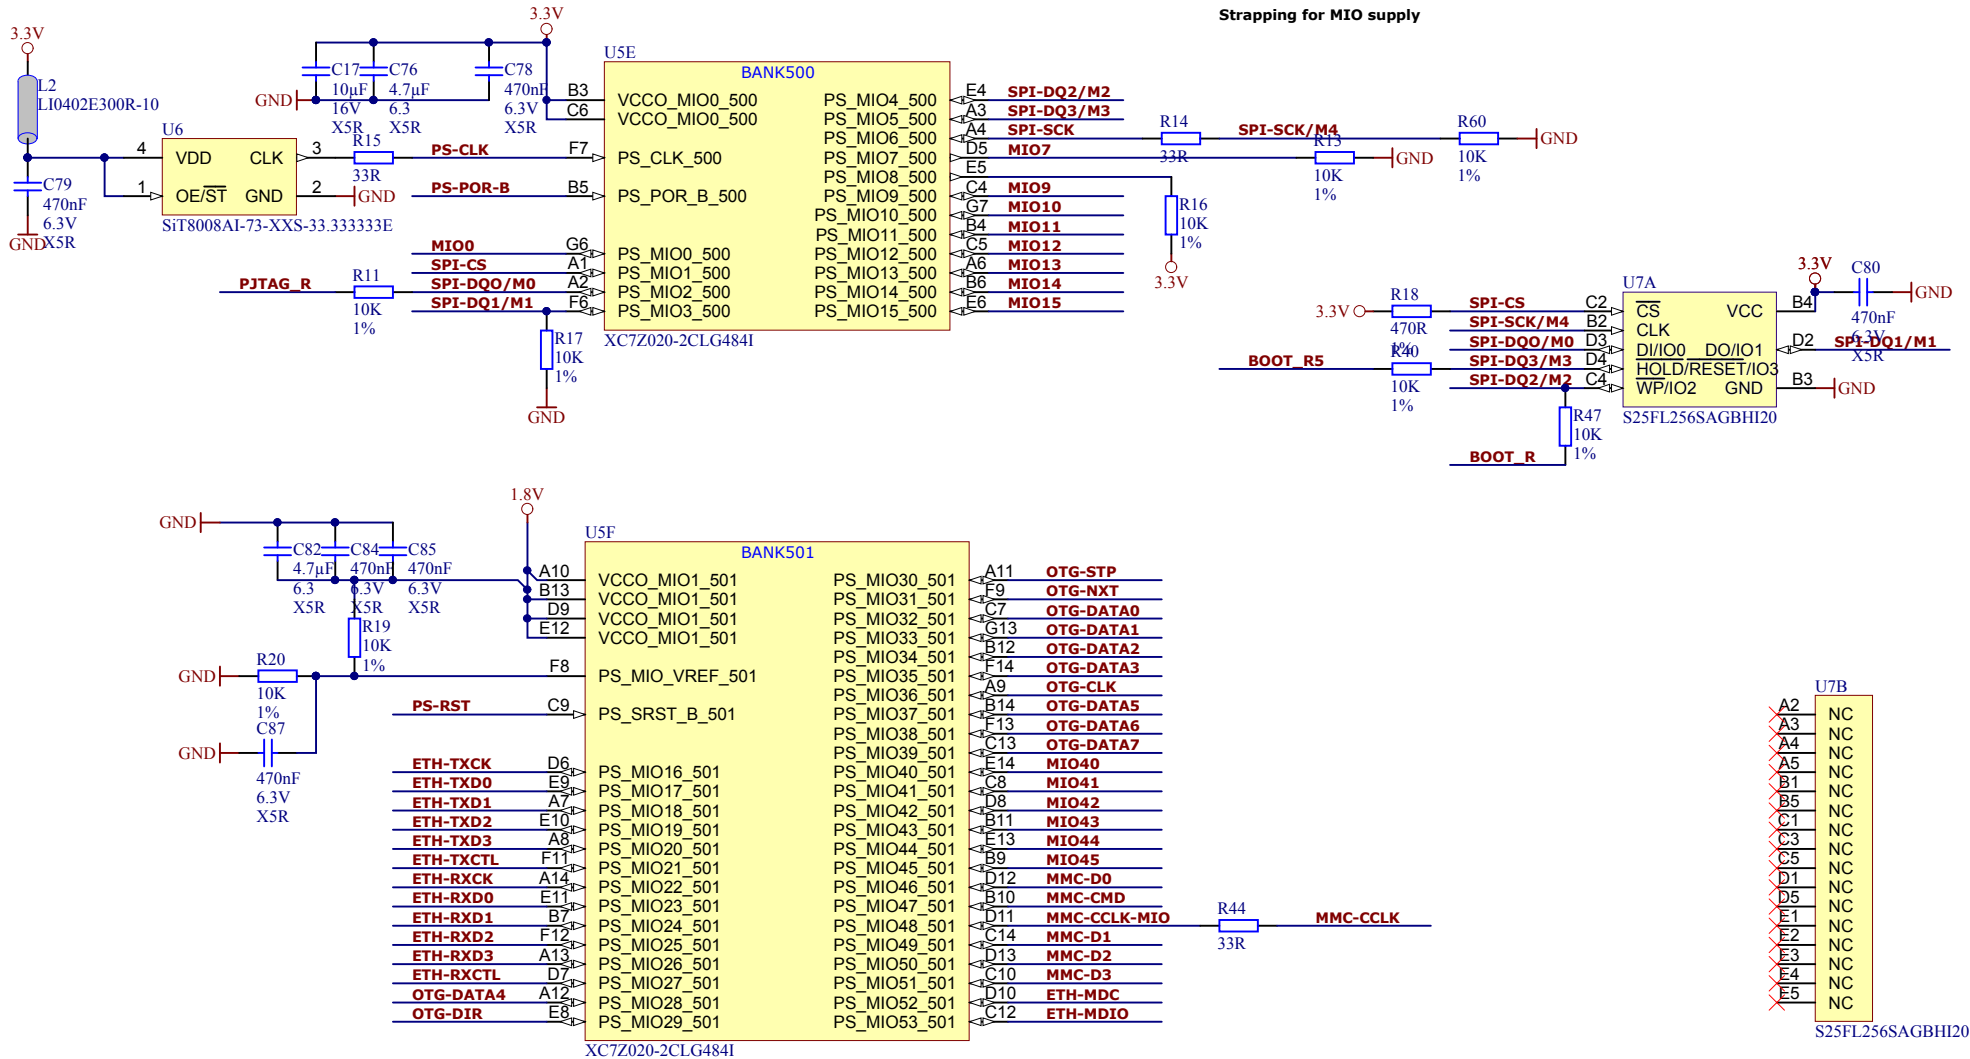 Strapping for MIO supply
3.3V
L2
LI0402E300R-10
C79
470nF
6.3V
X5R
GND
U6
4
VDD
CLK
3
1
OE/ST
GND
2
SiT8008AI-73-XXS-33.333333E
R15
33R
GND
3.3V
C17
10µF
16V
X5R
C76
4.7µF
6.3
X5R
C78
470nF
6.3V
X5R
GND
PS-CLK
PS-POR-B
MIO0
SPI-CS
SPI-DQO/M0
SPI-DQ1/M1
PJTAG_R
R11
10K
1%
R17
10K
1%
GND
U5E
BANK500
B3 VCCO_MIO0_500
C6 VCCO_MIO0_500
F7 PS_CLK_500
B5 PS_POR_B_500
G6 PS_MIO0_500
A1 PS_MIO1_500
A2 PS_MIO2_500
F6 PS_MIO3_500
PS_MIO4_500 E4 SPI-DQ2/M2
PS_MIO5_500 A3 SPI-DQ3/M3
PS_MIO6_500 A4 SPI-SCK
PS_MIO7_500 D5 MIO7
PS_MIO8_500 E5
PS_MIO9_500 C4 MIO9
PS_MIO10_500 G7 MIO10
PS_MIO11_500 B4 MIO11
PS_MIO12_500 C5 MIO12
PS_MIO13_500 A6 MIO13
PS_MIO14_500 B6 MIO14
PS_MIO15_500 E6 MIO15
XC7Z020-2CLG484I
R14
33R
SPI-SCK/M4
R60
10K
1%
GND
R13
10K
1%
GND
R16
10K
1%
3.3V
3.3V
R18
470R
1%
BOOT_R5
R40
10K
1%
SPI-CS
SPI-SCK/M4
SPI-DQO/M0
SPI-DQ3/M3
SPI-DQ2/M2
R47
10K
1%
BOOT_R
U7A
C2 CS
B2 CLK
D3 DI/IO0
D4 HOLD/RESET/IO3
C4 WP/IO2
VCC B4
DO/IO1 D2
GND B3
S25FL256SAGBHI20
3.3V
C80
470nF
6.3V
X5R
GND
SPI-DQ1/M1
GND
1.8V
GND
C82
4.7µF
6.3
X5R
C84
470nF
6.3V
X5R
C85
470nF
6.3V
X5R
R19
10K
1%
GND
R20
10K
1%
GND
C87
470nF
6.3V
X5R
U5F
BANK501
A10 VCCO_MIO1_501
B13 VCCO_MIO1_501
D9 VCCO_MIO1_501
E12 VCCO_MIO1_501
F8 PS_MIO_VREF_501
PS-RST C9 PS_SRST_B_501
ETH-TXCK D6 PS_MIO16_501
ETH-TXD0 E9 PS_MIO17_501
ETH-TXD1 A7 PS_MIO18_501
ETH-TXD2 E10 PS_MIO19_501
ETH-TXD3 A8 PS_MIO20_501
ETH-TXCTL F11 PS_MIO21_501
ETH-RXCK A14 PS_MIO22_501
ETH-RXD0 E11 PS_MIO23_501
ETH-RXD1 B7 PS_MIO24_501
ETH-RXD2 F12 PS_MIO25_501
ETH-RXD3 A13 PS_MIO26_501
ETH-RXCTL D7 PS_MIO27_501
OTG-DATA4 A12 PS_MIO28_501
OTG-DIR E8 PS_MIO29_501
PS_MIO30_501 A11 OTG-STP
PS_MIO31_501 F9 OTG-NXT
PS_MIO32_501 C7 OTG-DATA0
PS_MIO33_501 G13 OTG-DATA1
PS_MIO34_501 B12 OTG-DATA2
PS_MIO35_501 F14 OTG-DATA3
PS_MIO36_501 A9 OTG-CLK
PS_MIO37_501 B14 OTG-DATA5
PS_MIO38_501 F13 OTG-DATA6
PS_MIO39_501 C13 OTG-DATA7
PS_MIO40_501 E14 MIO40
PS_MIO41_501 C8 MIO41
PS_MIO42_501 D8 MIO42
PS_MIO43_501 B11 MIO43
PS_MIO44_501 E13 MIO44
PS_MIO45_501 B9 MIO45
PS_MIO46_501 D12 MMC-D0
PS_MIO47_501 B10 MMC-CMD
PS_MIO48_501 D11 MMC-CCLK-MIO
PS_MIO49_501 C14 MMC-D1
PS_MIO50_501 D13 MMC-D2
PS_MIO51_501 C10 MMC-D3
PS_MIO52_501 D10 ETH-MDC
PS_MIO53_501 C12 ETH-MDIO
XC7Z020-2CLG484I
R44
33R
MMC-CCLK
U7B
A2 NC
A3 NC
A4 NC
A5 NC
B1 NC
B5 NC
C1 NC
C3 NC
C5 NC
D1 NC
D5 NC
E1 NC
E2 NC
E3 NC
E4 NC
E5 NC
S25FL256SAGBHI20